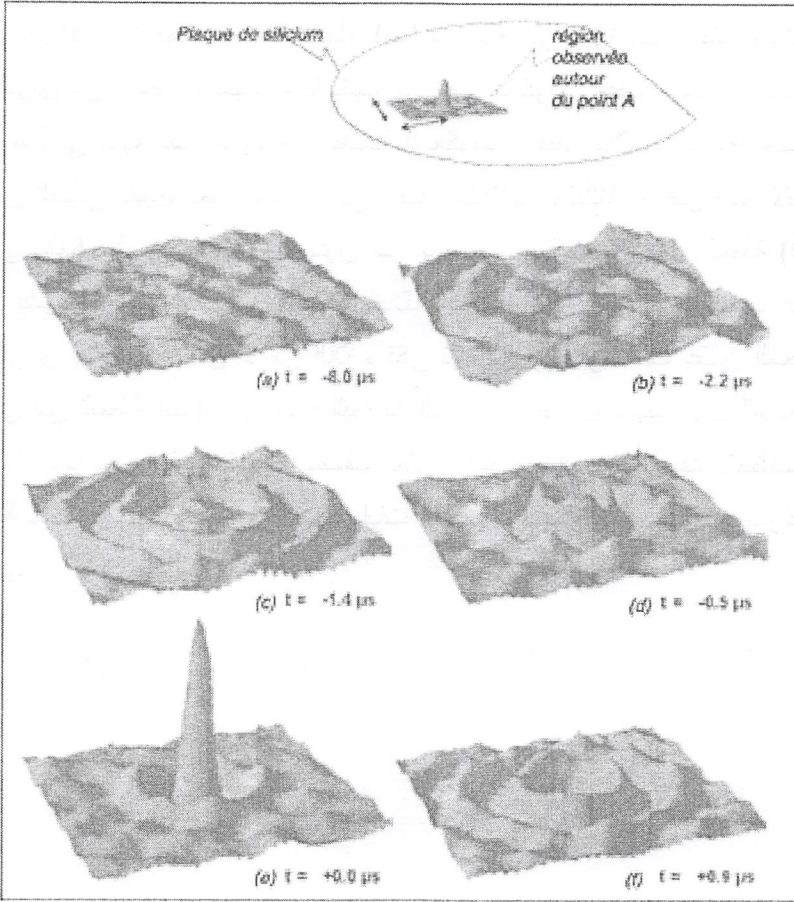 Plaque de silicium
région
observée
autour
du point A
(a) t = -8.0 µs
(b) t = -2.2 µs
(c) t = -1.4 µs
(d) t = -0.5 µs
(e) t = +0.0 µs
(f) t = +0.9 µs